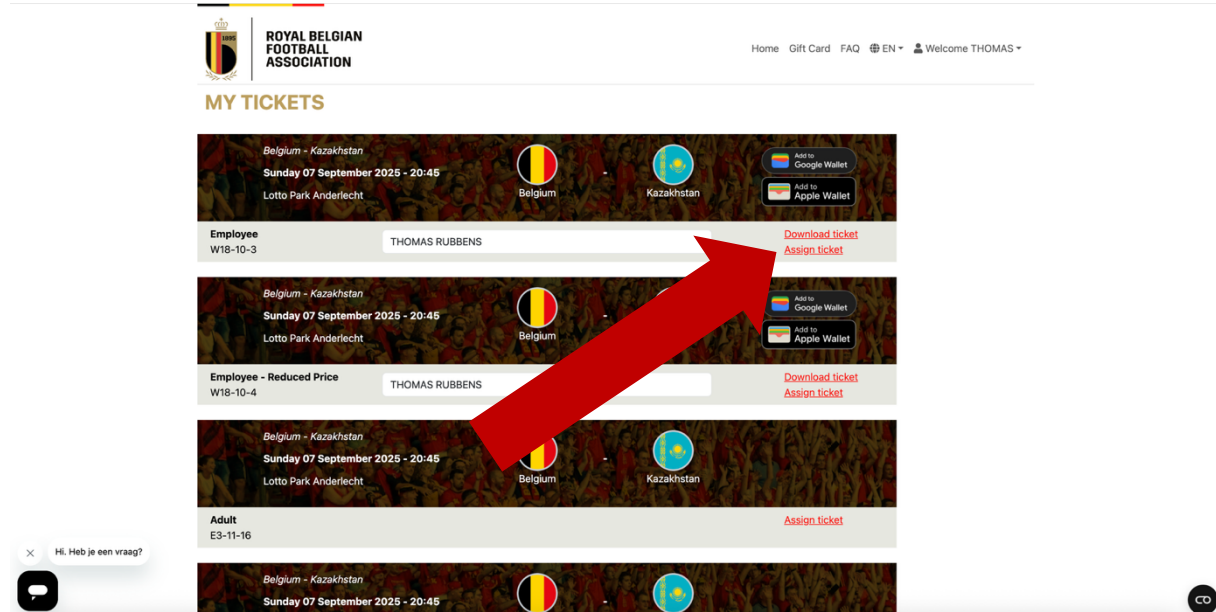 ROYAL BELGIAN
FOOTBALL
ASSOCIATION
1895
Home Gift Card FAQ EN Welcome THOMAS
MY TICKETS
Belgium - Kazakhstan
Sunday 07 September 2025 - 20:45
Lotto Park Anderlecht
Belgium
-
Kazakhstan
Add to
Google Wallet
Add to
Apple Wallet
Employee
W18-10-3
THOMAS RUBBENS
Download ticket
Assign ticket
Belgium - Kazakhstan
Sunday 07 September 2025 - 20:45
Lotto Park Anderlecht
Belgium
-
Add to
Google Wallet
Add to
Apple Wallet
Employee - Reduced Price
W18-10-4
THOMAS RUBBENS
Download ticket
Assign ticket
Belgium - Kazakhstan
Sunday 07 September 2025 - 20:45
Lotto Park Anderlecht
Belgium
-
Kazakhstan
Adult
E3-11-16
Assign ticket
Hi. Heb je een vraag?
Belgium - Kazakhstan
Sunday 07 September 2025 - 20:45
-